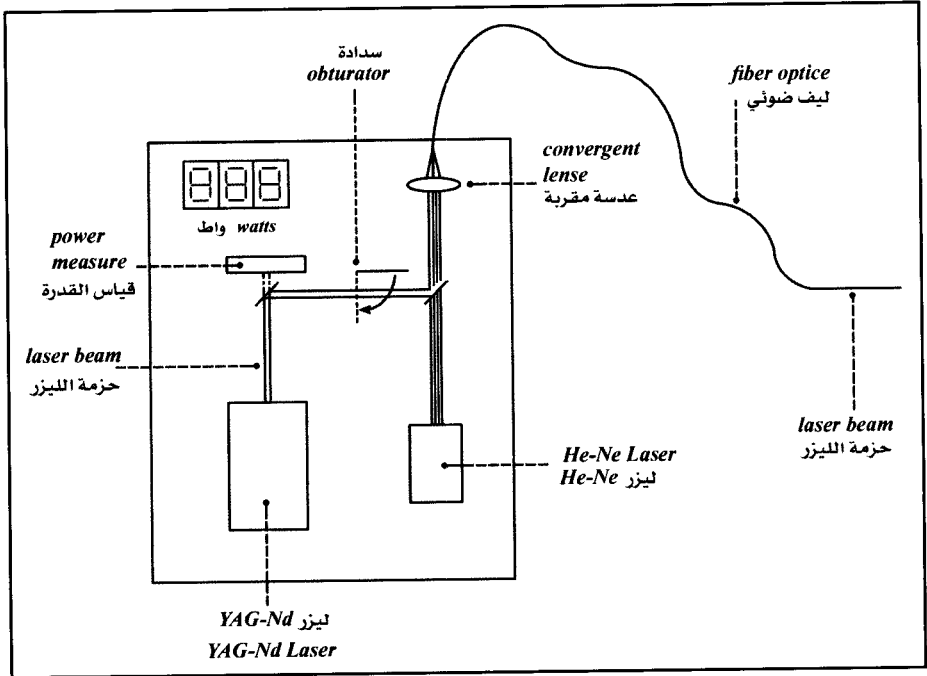 سدادة
obturator
fiber optice
ليف ضوئي
convergent
lense
عدسة مقربة
888
واط watts
power
measure
قياس القدرة
laser beam
حزمة الليزر
laser beam
حزمة الليزر
He-Ne Laser
ليزر He-Ne
ليزر YAG-Nd
YAG-Nd Laser